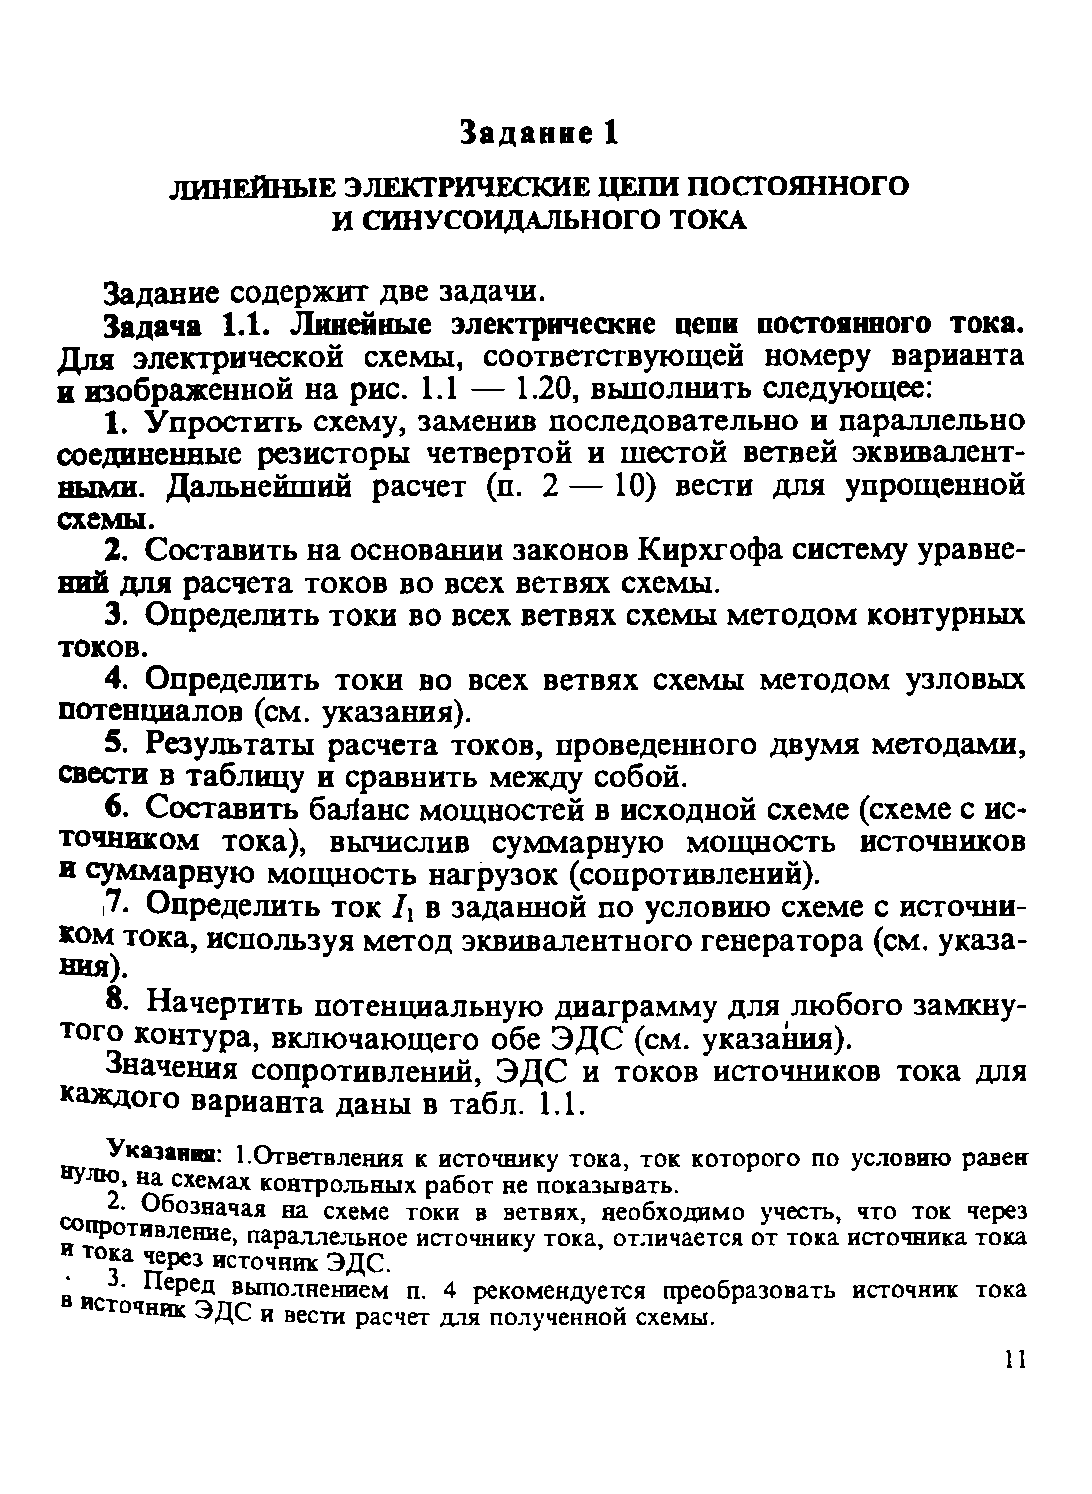 Задание 1
ЛИНЕЙНЫЕ ЭЛЕКТРИЧЕСКИЕ ЦЕПИ ПОСТОЯННОГО
И СИНУСОИДАЛЬНОГО ТОКА
Задание содержит две задачи.
Задача 1.1. Линейные электрические цепи постоянного тока.
Для электрической схемы, соответствующей номеру варианта
и изображенной на рис. 1.1 — 1.20, выполнить следующее:
1. Упростить схему, заменив последовательно и параллельно
соединенные резисторы четвертой и шестой ветвей эквивалент-
ными. Дальнейший расчет (п. 2 — 10) вести для упрощенной
схемы.
2. Составить на основании законов Кирхгофа систему уравне-
ний для расчета токов во всех ветвях схемы.
3. Определить токи во всех ветвях схемы методом контурных
токов.
4. Определить токи во всех ветвях схемы методом узловых
потенциалов (см. указания).
5. Результаты расчета токов, проведенного двумя методами,
свести в таблицу и сравнить между собой.
6. Составить баланс мощностей в исходной схеме (схеме с ис-
точником тока), вычислив суммарную мощность источников
и суммарную мощность нагрузок (сопротивлений).
7. Определить ток I₁ в заданной по условию схеме с источни-
ком тока, используя метод эквивалентного генератора (см. указа-
ния).
8. Начертить потенциальную диаграмму для любого замкну-
того контура, включающего обе ЭДС (см. указания).
Значения сопротивлений, ЭДС и токов источников тока для
каждого варианта даны в табл. 1.1.
Указания: 1.Ответвления к источнику тока, ток которого по условию равен
нулю, на схемах контрольных работ не показывать.
2. Обозначая на схеме токи в ветвях, необходимо учесть, что ток через
сопротивление, параллельное источнику тока, отличается от тока источника тока
и тока через источник ЭДС.
3. Перед выполнением п. 4 рекомендуется преобразовать источник тока
в источник ЭДС и вести расчет для полученной схемы.
11